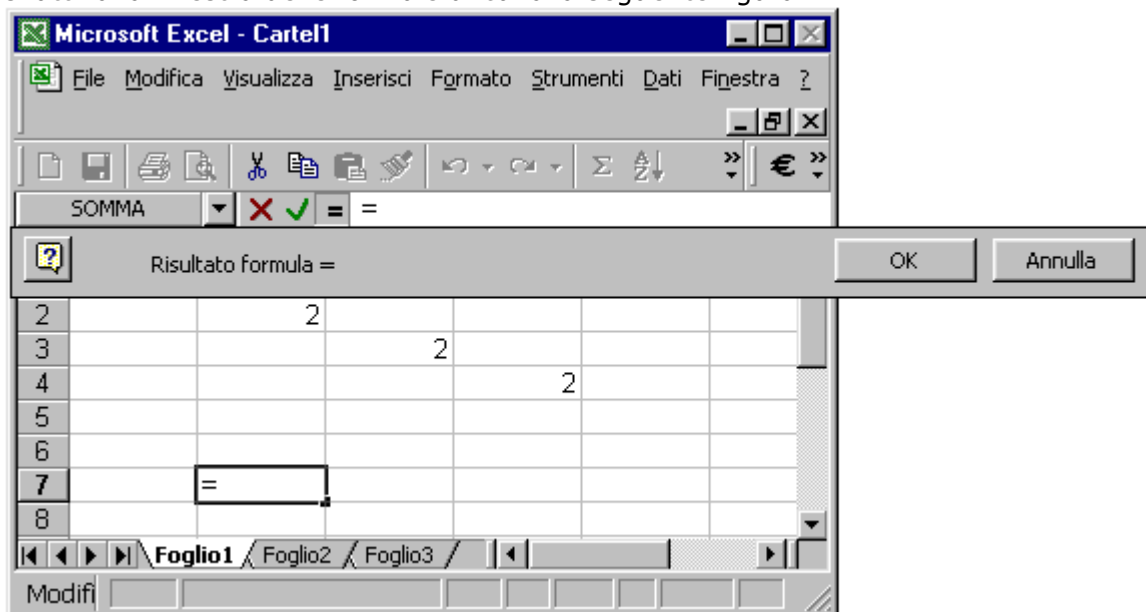 Microsoft Excel - Cartel1
File Modifica Visualizza Inserisci Formato Strumenti Dati Finestra ?
SOMMA = =
Risultato formula = OK Annulla
2 2
3 2
4 2
5
6
7 =
8
Foglio1 Foglio2 Foglio3
Modifi